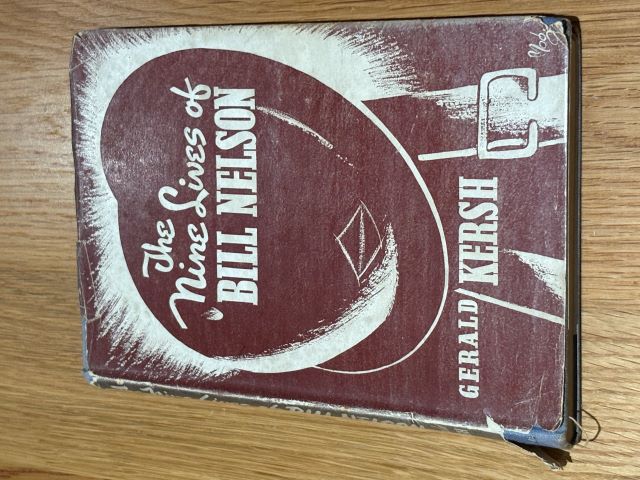 The
Nine Lives of
BILL NELSON
GERALD
KERSH